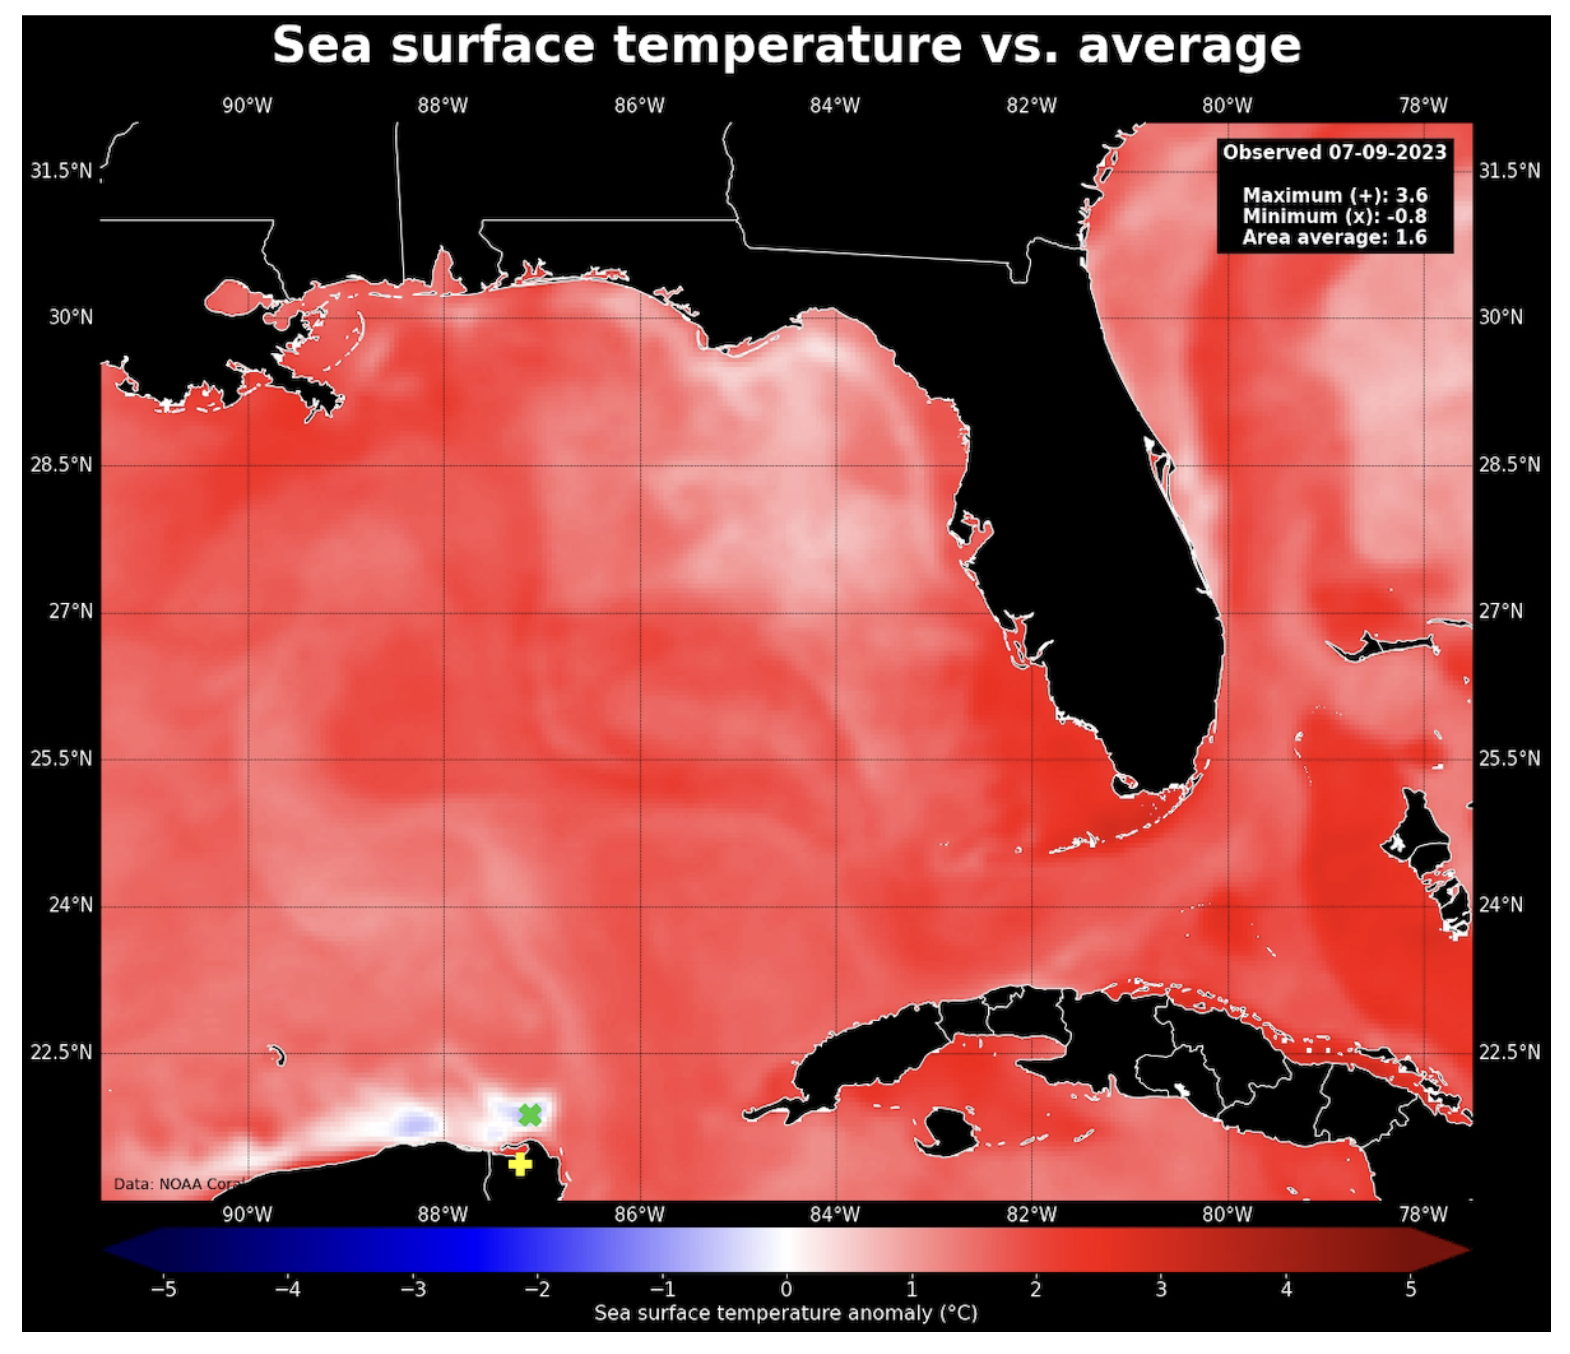 Sea surface temperature vs. average
90°W 88°W 86°W 84°W 82°W 80°W 78°W
Observed 07-09-2023
31.5°N 31.5°N
Maximum (+): 3.6
Minimum (x): -0.8
Area average: 1.6
30°N 30°N
28.5°N 28.5°N
27°N 27°N
25.5°N 25.5°N
24°N 24°N
22.5°N 22.5°N
Data: NOAA Coral
90°W 88°W 86°W 84°W 82°W 80°W 78°W
−5 −4 −3 −2 −1 0 1 2 3 4 5
Sea surface temperature anomaly (°C)